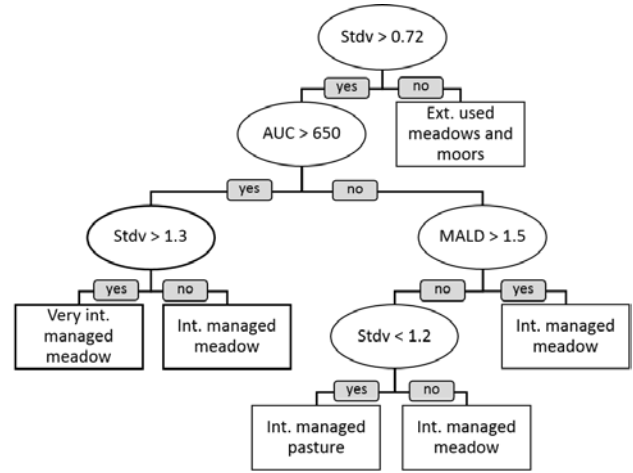 Stdv > 0.72
yes
no
AUC > 650
Ext. used
meadows and
moors
yes
no
Stdv > 1.3
MALD > 1.5
yes
no
no
yes
Very int.
managed
meadow
Int. managed
meadow
Stdv < 1.2
Int. managed
meadow
yes
no
Int. managed
pasture
Int. managed
meadow